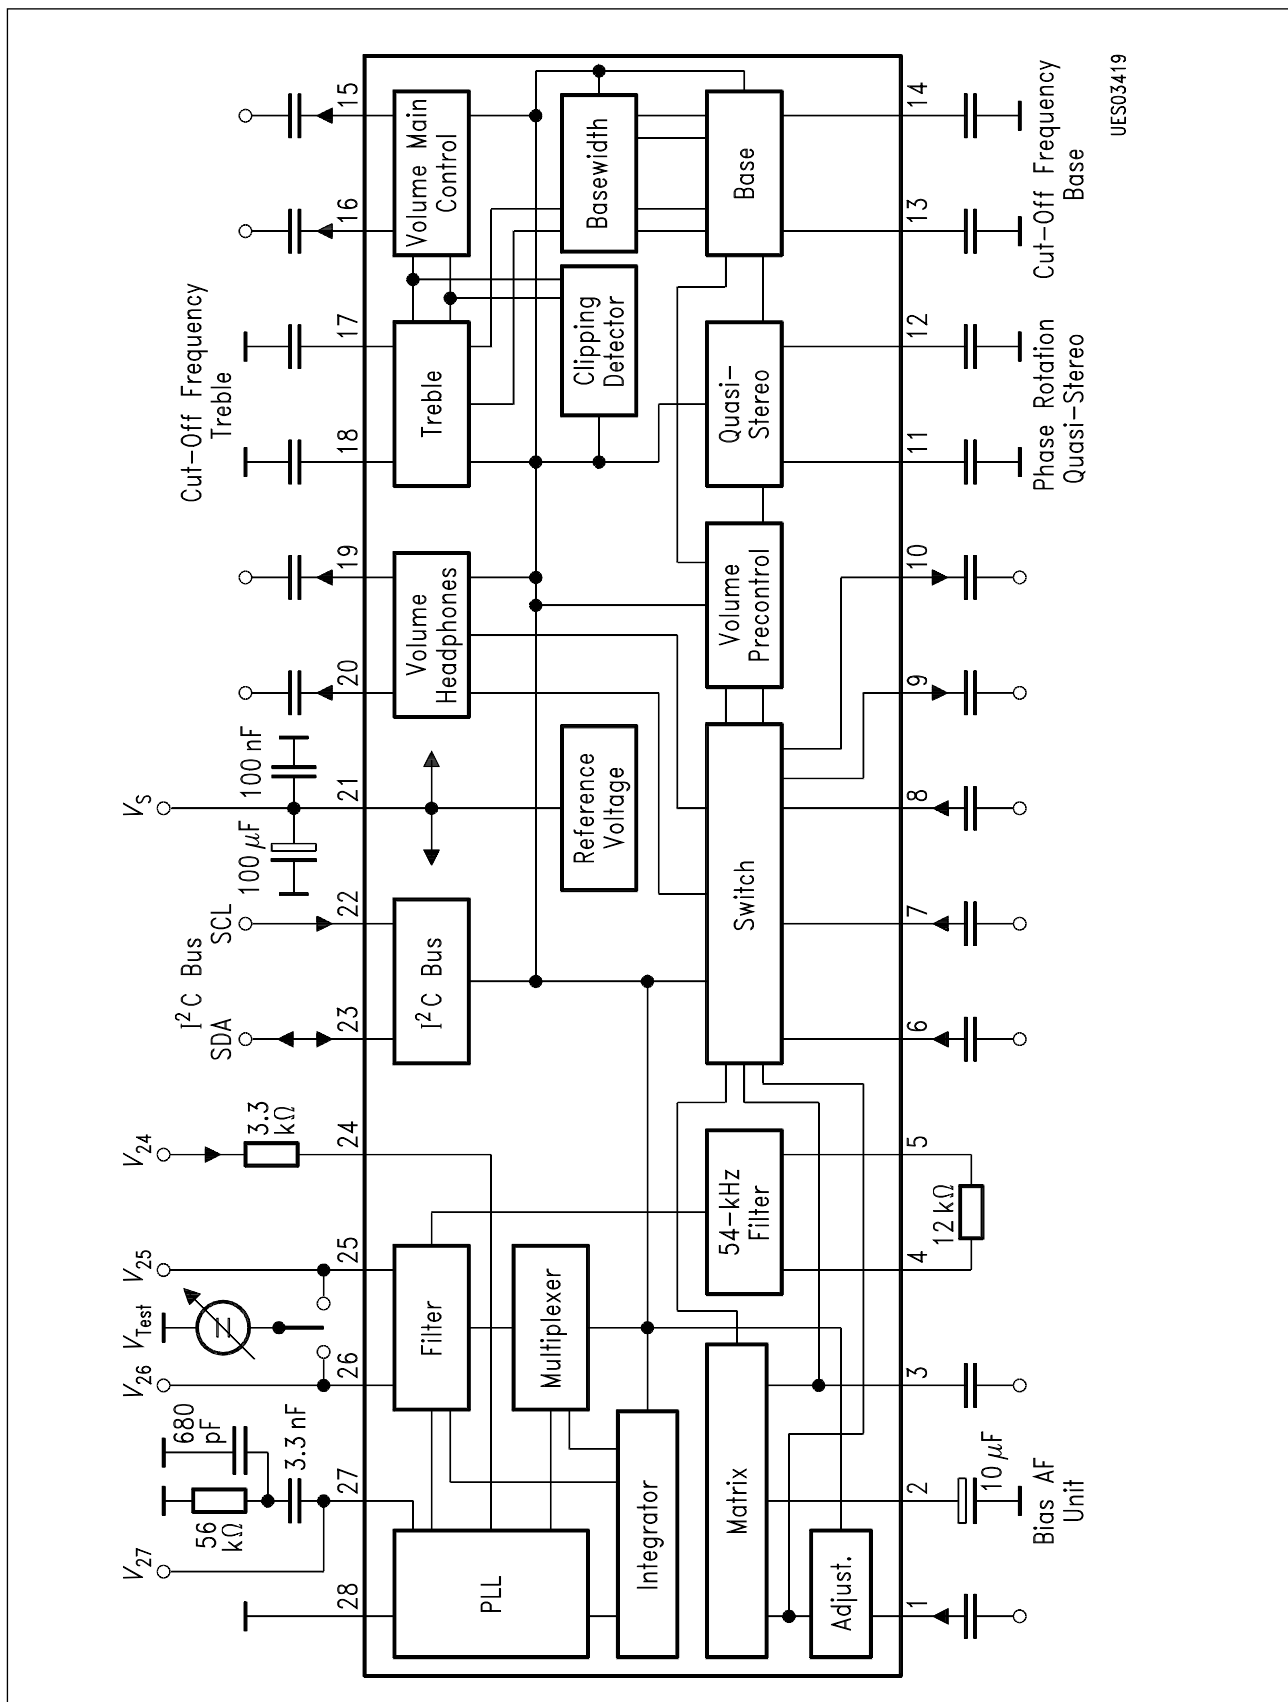 V27
56
kΩ
680
pF
3.3 nF
V26
VTest
V25
V24
3.3
kΩ
I²C Bus
SDA
SCL
VS
100 µF
100 nF
Cut-Off Frequency
Treble
28
27
26
25
24
23
22
21
20
19
18
17
16
15
PLL
Filter
Multiplexer
Integrator
I²C Bus
Reference
Voltage
Volume
Headphones
Treble
Clipping
Detector
Volume Main
Control
Basewidth
Matrix
Adjust.
54-kHz
Filter
Switch
Volume
Precontrol
Quasi-
Stereo
Base
1
2
3
4
5
6
7
8
9
10
11
12
13
14
10 µF
Bias AF
Unit
12 kΩ
Phase Rotation
Quasi-Stereo
Cut-Off Frequency
Base
UES03419